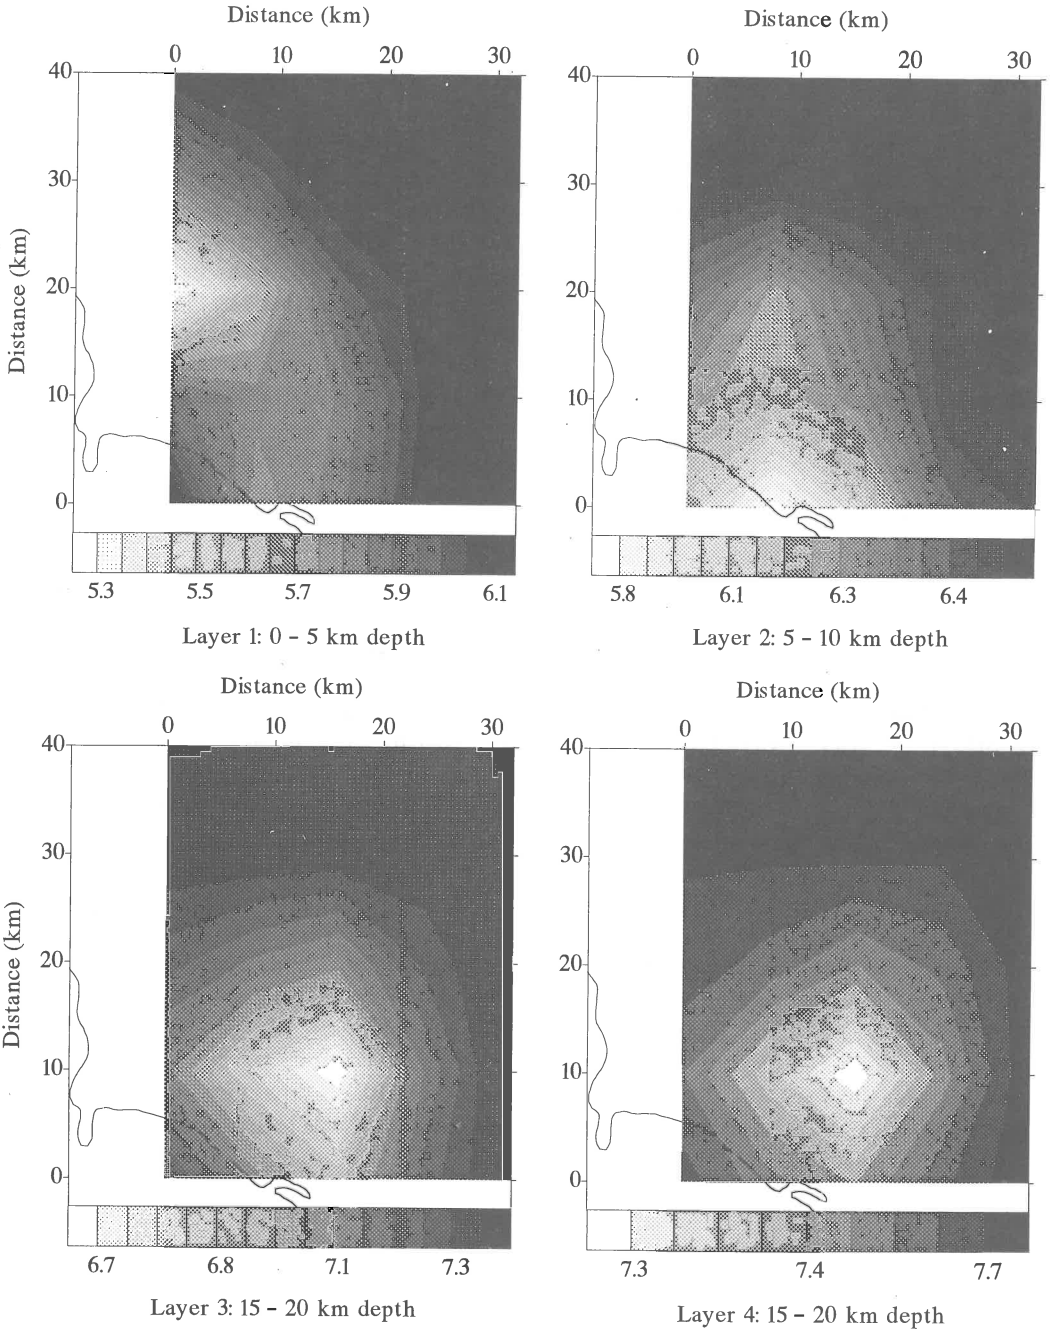 Distance (km)
0 10 20 30
40
30
20
10
0
Distance (km)
5.3 5.5 5.7 5.9 6.1
Layer 1: 0 - 5 km depth
Distance (km)
0 10 20 30
40
30
20
10
0
5.8 6.1 6.3 6.4
Layer 2: 5 - 10 km depth
Distance (km)
0 10 20 30
40
30
20
10
0
Distance (km)
6.7 6.8 7.1 7.3
Layer 3: 15 - 20 km depth
Distance (km)
0 10 20 30
40
30
20
10
0
7.3 7.4 7.7
Layer 4: 15 - 20 km depth